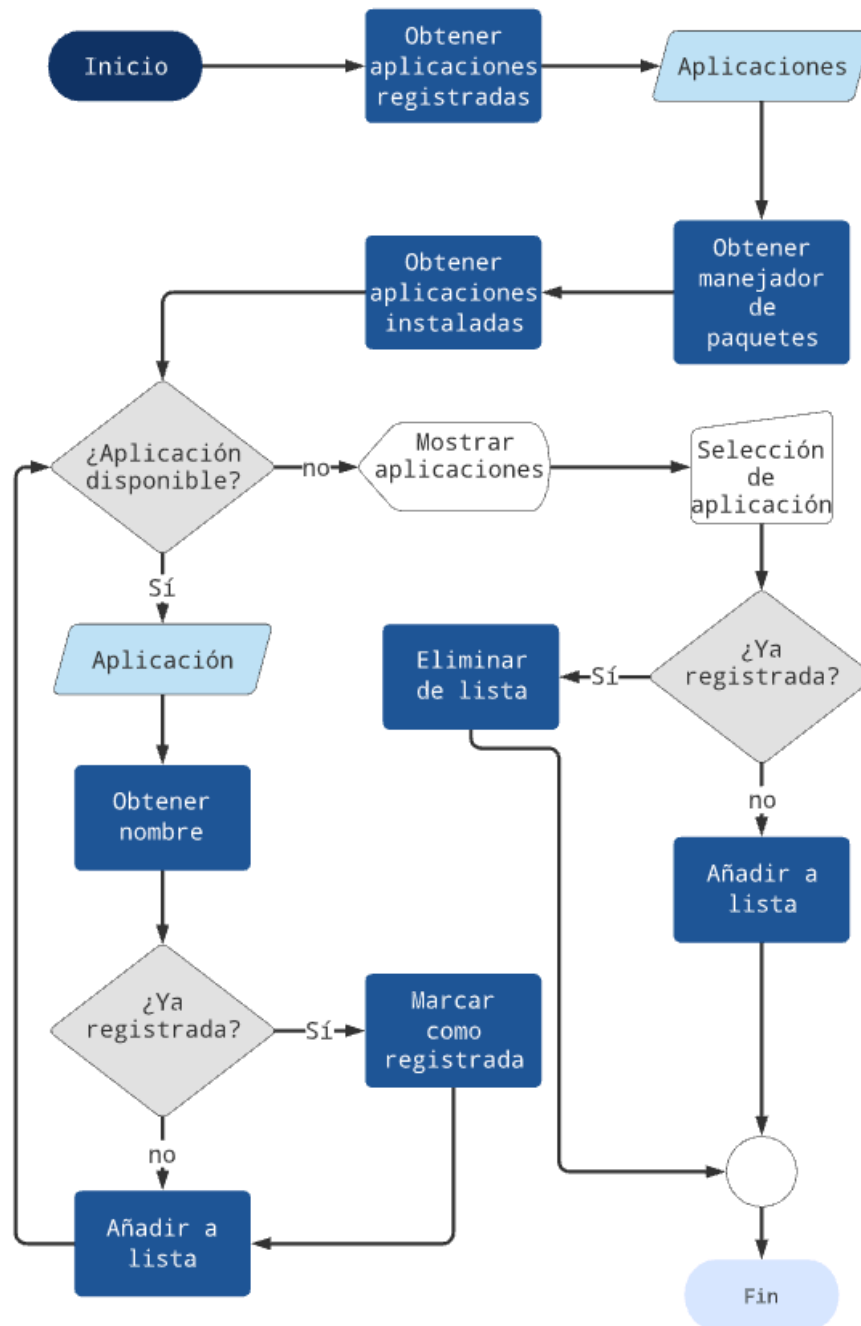 Inicio
Obtener
aplicaciones
registradas
Aplicaciones
Obtener
manejador
de
paquetes
Obtener
aplicaciones
instaladas
¿Aplicación
disponible?
no
Mostrar
aplicaciones
Selección
de
aplicación
Sí
Aplicación
Obtener
nombre
¿Ya
registrada?
Sí
Marcar
como
registrada
no
Añadir a
lista
¿Ya
registrada?
Sí
Eliminar
de lista
no
Añadir a
lista
Fin